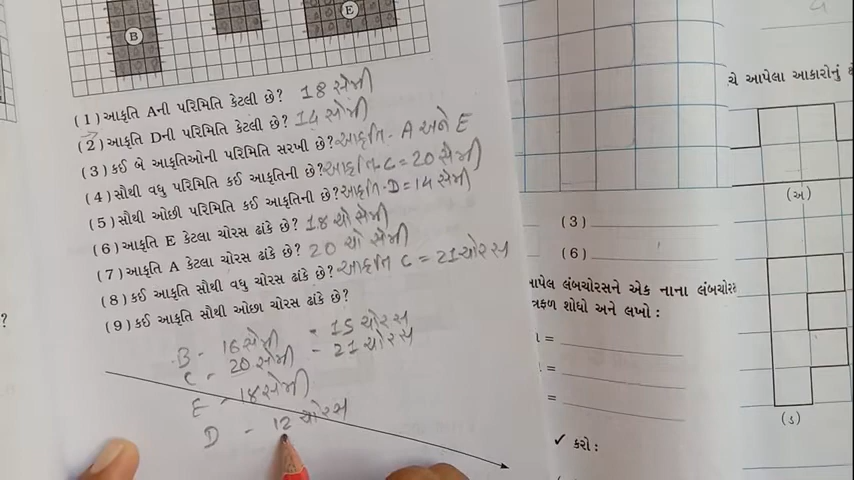 B
E
(1) આકૃતિ Aની પરિમિતિ કેટલી છે? 18 સેમી
(2) આકૃતિ Dની પરિમિતિ કેટલી છે? 14 સેમી
(3) કઈ બે આકૃતિઓની પરિમિતિ સરખી છે? આકૃતિ- A અને E
(4) સૌથી વધુ પરિમિતિ કઈ આકૃતિની છે? આકૃતિ-C = 20 સેમી
(5) સૌથી ઓછી પરિમિતિ કઈ આકૃતિની છે? આકૃતિ-D = 14 સેમી
(6) આકૃતિ E કેટલા ચોરસ ઢાંકે છે? 18 ચો સેમી
(7) આકૃતિ A કેટલા ચોરસ ઢાંકે છે? 20 ચો સેમી
(8) કઈ આકૃતિ સૌથી વધુ ચોરસ ઢાંકે છે? આકૃતિ C = 21 ચોરસ
(9) કઈ આકૃતિ સૌથી ઓછા ચોરસ ઢાંકે છે?
B - 16 સેમી - 15 ચોરસ
C - 20 સેમી - 21 ચોરસ
E - 18 સેમી
D - 12 ચોરસ
?
(3)
(6)
આપેલ લંબચોરસને એક નાના લંબચોર
ત્રફળ શોધો અને લખો :
=
=
=
✓ કરો :
ચે આપેલા આકારોનું
(અ)
(ડ)